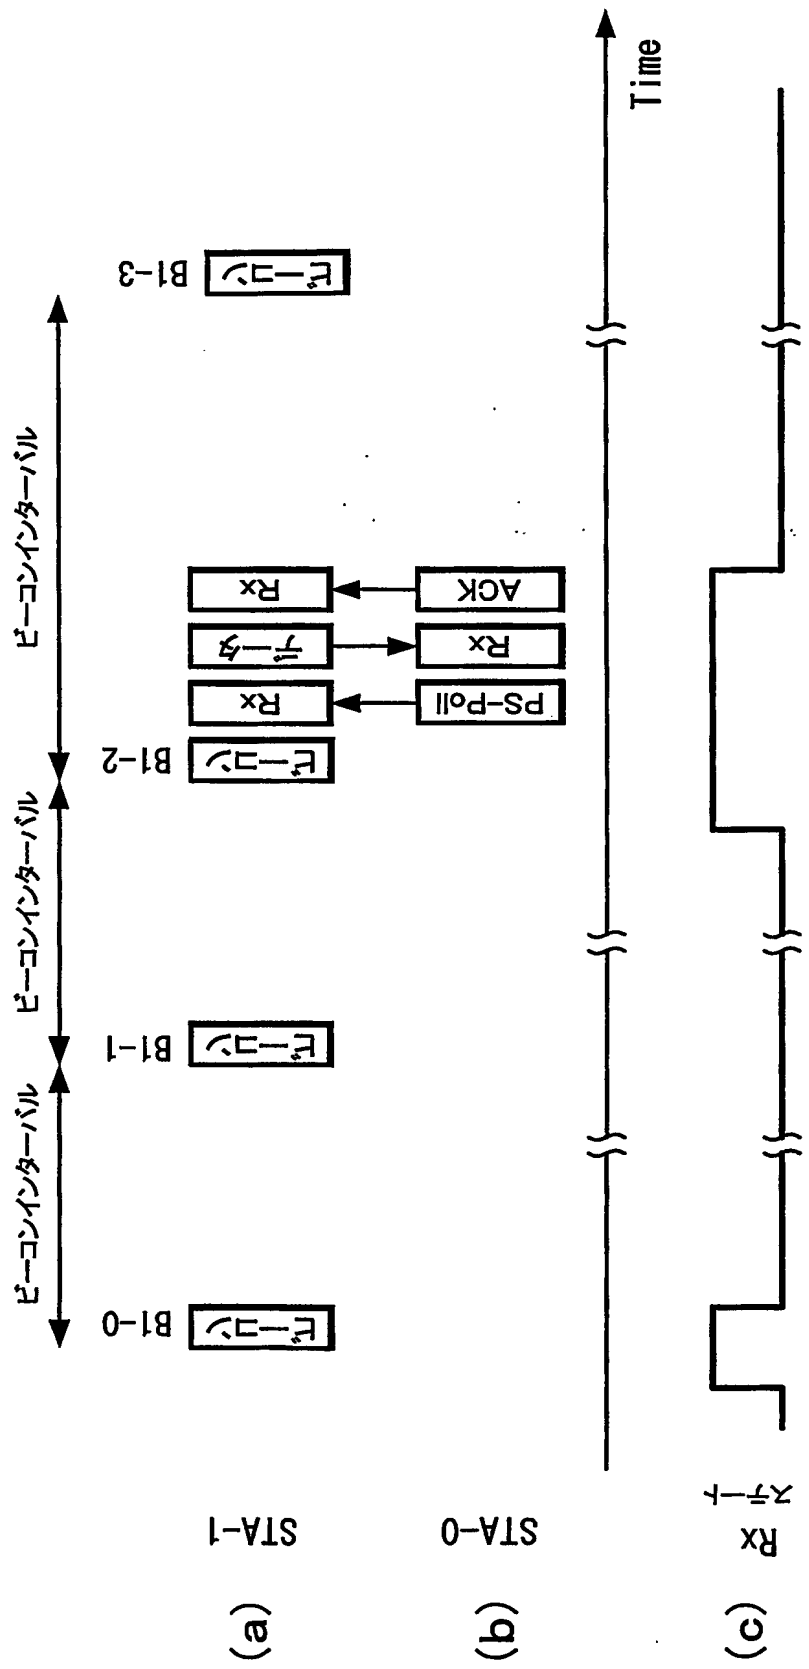 ビーコンインターバル
ビーコンインターバル
ビーコンインターバル
(a)
STA-1
B1-0
ビーコン
B1-1
ビーコン
B1-2
ビーコン
Rx
データ
Rx
B1-3
ビーコン
(b)
STA-0
PS-Poll
Rx
ACK
Time
(c)
Rx
ステート